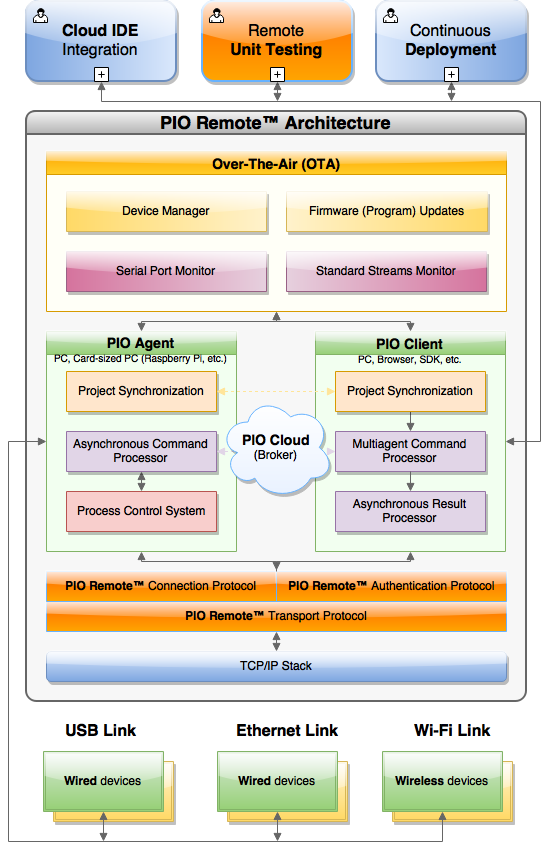 Cloud IDE
Integration
+
Remote
Unit Testing
+
Continuous
Deployment
+
PIO Remote™ Architecture
Over-The-Air (OTA)
Device Manager
Firmware (Program) Updates
Serial Port Monitor
Standard Streams Monitor
PIO Agent
PC, Card-sized PC (Raspberry Pi, etc.)
Project Synchronization
Asynchronous Command
Processor
Process Control System
PIO Cloud
(Broker)
PIO Client
PC, Browser, SDK, etc.
Project Synchronization
Multiagent Command
Processor
Asynchronous Result
Processor
PIO Remote™ Connection Protocol
PIO Remote™ Authentication Protocol
PIO Remote™ Transport Protocol
TCP/IP Stack
USB Link
Ethernet Link
Wi-Fi Link
Wired devices
Wired devices
Wireless devices